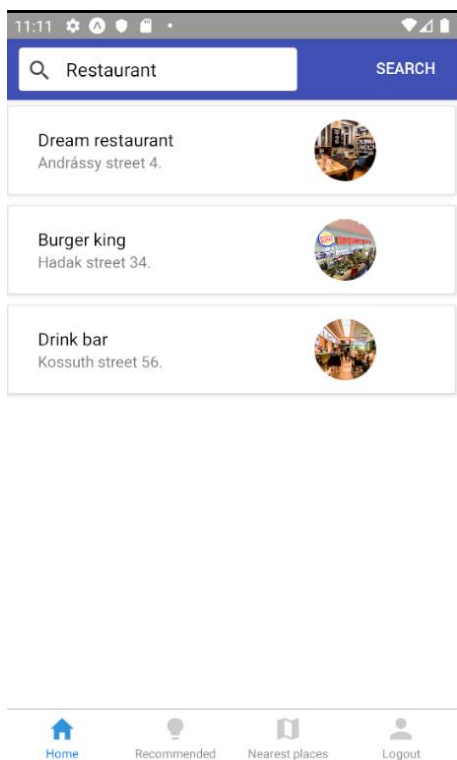 11:11
Restaurant
SEARCH
Dream restaurant
Andrássy street 4.
Burger king
Hadak street 34.
Drink bar
Kossuth street 56.
Home
Recommended
Nearest places
Logout